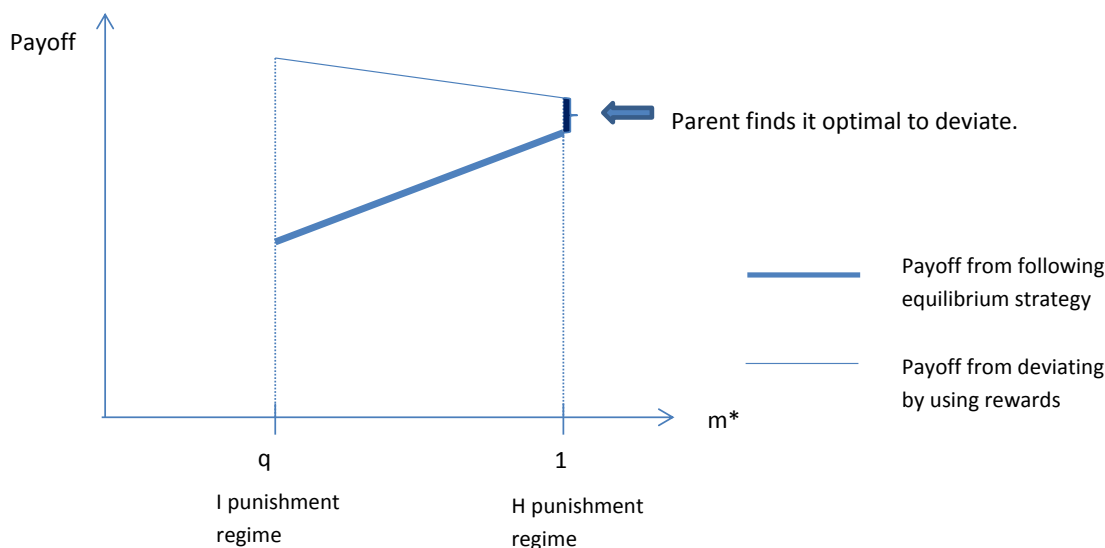 Payoff
Parent finds it optimal to deviate.
Payoff from following
equilibrium strategy
Payoff from deviating
by using rewards
m*
q
1
I punishment
regime
H punishment
regime